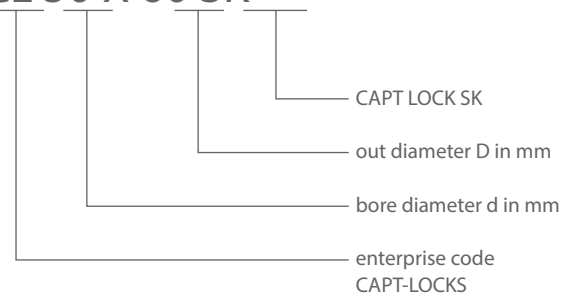 CAPT LOCK SK
out diameter D in mm
bore diameter d in mm
enterprise code
CAPT-LOCKS